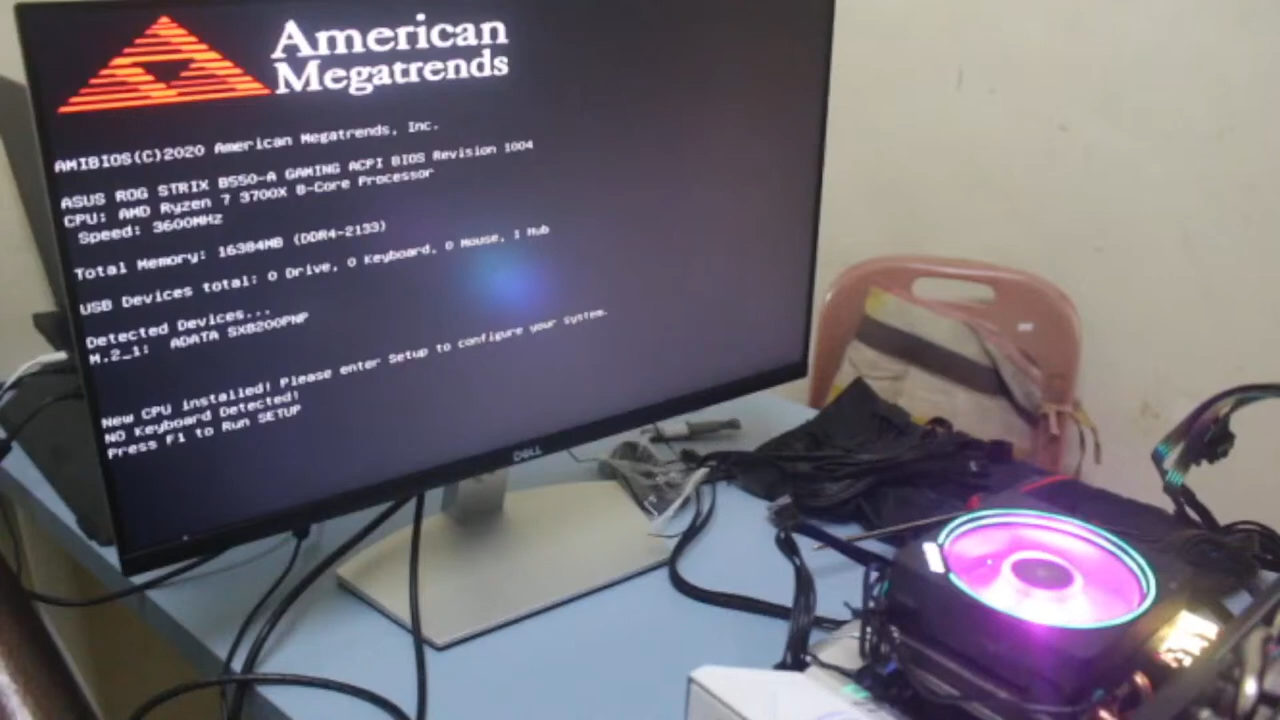 American
Megatrends
AMIBIOS(C)2020 American Megatrends, Inc.
ASUS ROG STRIX B550-A GAMING ACPI BIOS Revision 1004
CPU: AMD Ryzen 7 3700X 8-Core Processor
Speed: 3600MHz
Total Memory: 16384MB (DDR4-2133)
USB Devices total: 0 Drive, 0 Keyboard, 0 Mouse, 1 Hub
Detected Devices...
M.2_1: ADATA SX8200PNP
New CPU installed! Please enter Setup to configure your system.
NO Keyboard Detected!
Press F1 to Run SETUP
DELL